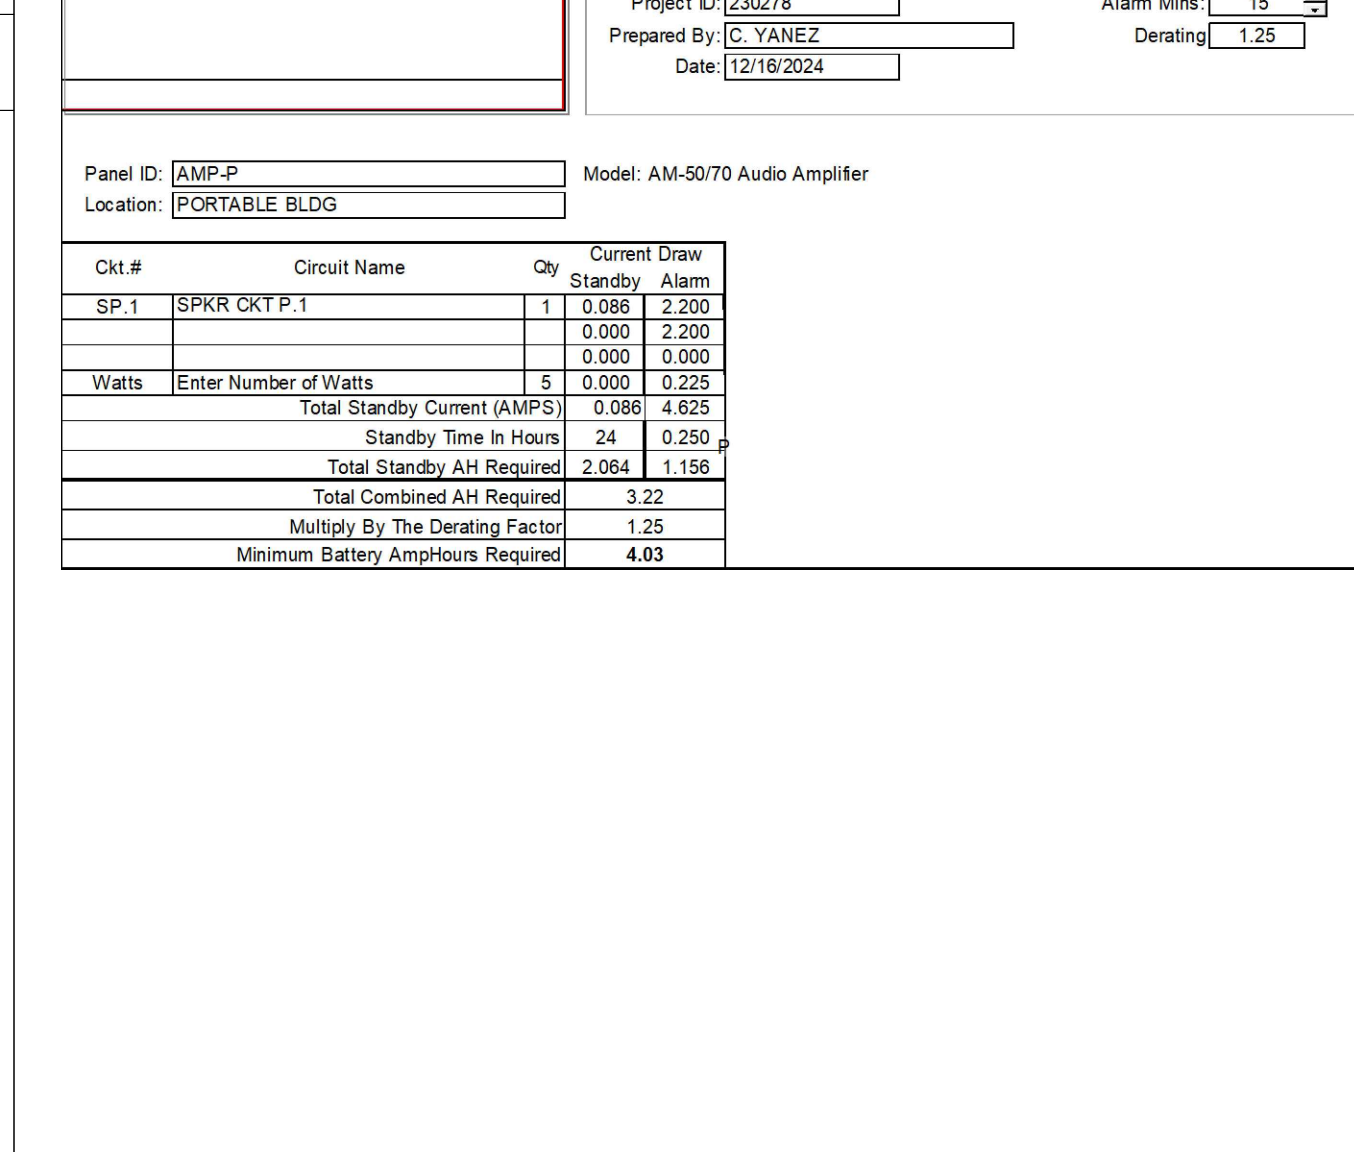 Project ID: 230278 Alarm Mins: 15
Prepared By: C. YANEZ Derating 1.25
Date: 12/16/2024
Panel ID: AMP-P Model: AM-50/70 Audio Amplifier
Location: PORTABLE BLDG
Ckt.# Circuit Name Qty Current Draw
Standby Alarm
SP.1 SPKR CKT P.1 1 0.086 2.200
0.000 2.200
0.000 0.000
Watts Enter Number of Watts 5 0.000 0.225
Total Standby Current (AMPS) 0.086 4.625
Standby Time In Hours 24 0.250 P
Total Standby AH Required 2.064 1.156
Total Combined AH Required 3.22
Multiply By The Derating Factor 1.25
Minimum Battery AmpHours Required 4.03